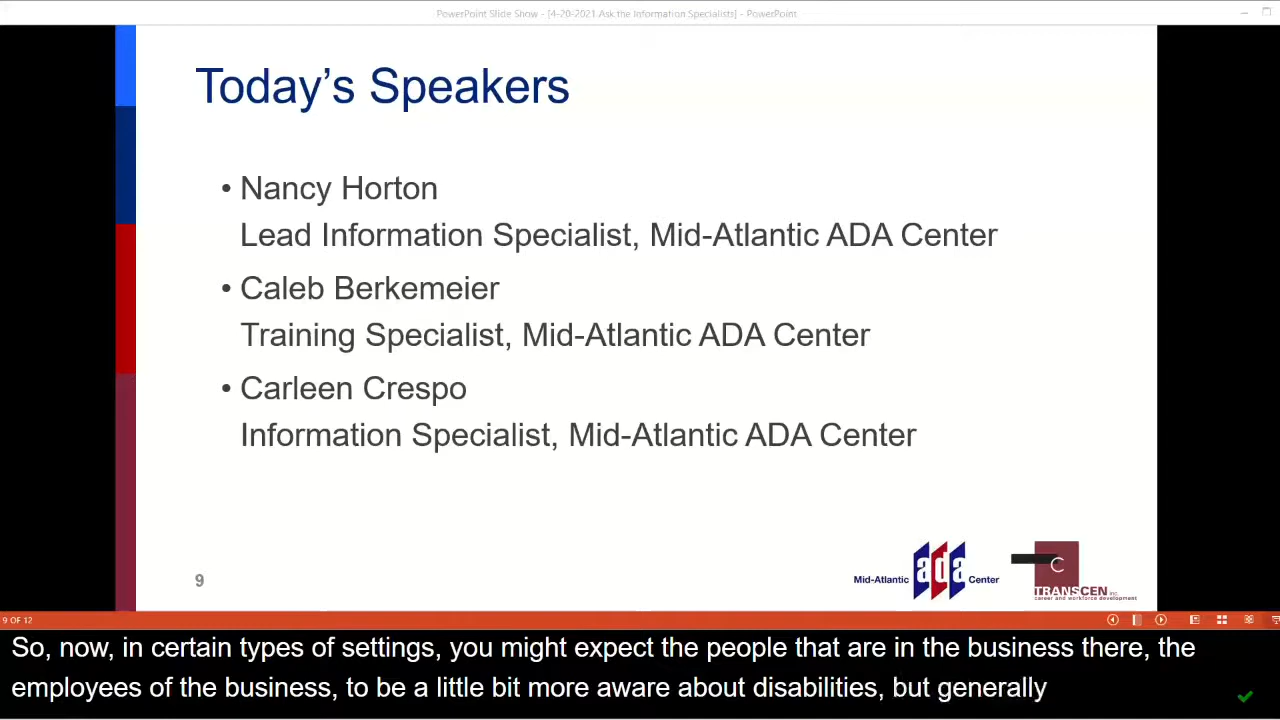 PowerPoint Slide Show - [4-20-2021.Ask.the Information Specialists] - PowerPoint
Today's Speakers
• Nancy Horton
Lead Information Specialist, Mid-Atlantic ADA Center
• Caleb Berkemeier
Training Specialist, Mid-Atlantic ADA Center
• Carleen Crespo
Information Specialist, Mid-Atlantic ADA Center
9
Mid-Atlantic ada Center
C
TRANSCEN inc.
career and workforce development
9 OF 12
So, now, in certain types of settings, you might expect the people that are in the business there, the
employees of the business, to be a little bit more aware about disabilities, but generally